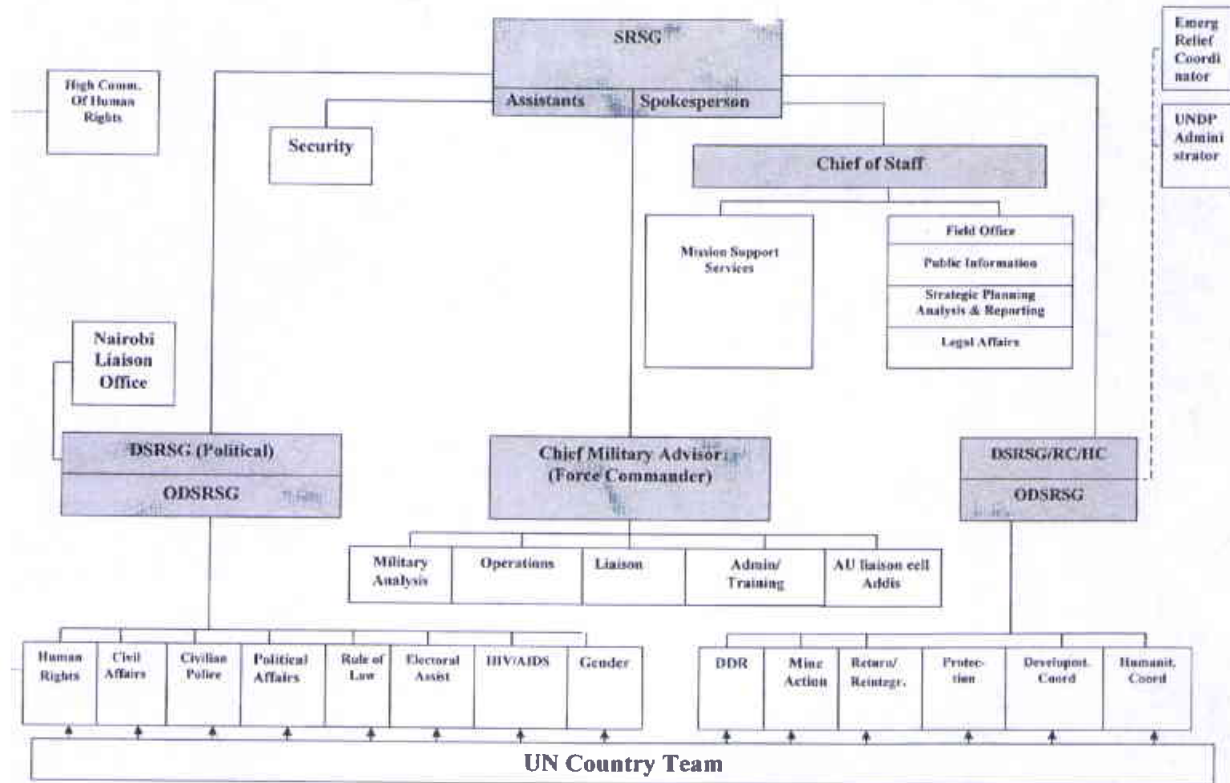 SRSG
Assistants
Spokesperson
Emerg
Relief
Coordi
nator
High Comm.
Of Human
Rights
Security
UNDP
Admini
strator
Chief of Staff
Mission Support
Services
Field Office
Public Information
Strategic Planning
Analysis & Reporting
Legal Affairs
Nairobi
Liaison
Office
DSRSG (Political)
ODSRSG
Chief Military Advisor
(Force Commander)
DSRSG/RC/HC
ODSRSG
Military
Analysis
Operations
Liaison
Admin/
Training
AU liaison cell
Addis
Human
Rights
Civil
Affairs
Civilian
Police
Political
Affairs
Rule of
Law
Electoral
Assist
HIV/AIDS
Gender
DDR
Mine
Action
Return/
Reintegr.
Protec-
tion
Developmt.
Coord
Humanit.
Coord
UN Country Team